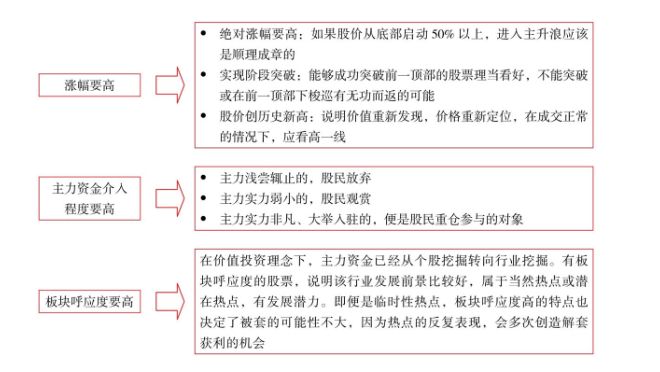 涨幅要高
● 绝对涨幅要高：如果股价从底部启动 50% 以上，进入主升浪应该
是顺理成章的
● 实现阶段突破：能够成功突破前一顶部的股票理当看好，不能突破
或在前一顶部下梭巡有无功而返的可能
● 股价创历史新高：说明价值重新发现，价格重新定位，在成交正常
的情况下，应看高一线
主力资金介入
程度要高
● 主力浅尝辄止的，股民放弃
● 主力实力弱小的，股民观赏
● 主力实力非凡、大举入驻的，便是股民重仓参与的对象
板块呼应度要高
在价值投资理念下，主力资金已经从个股挖掘转向行业挖掘。有板
块呼应度的股票，说明该行业发展前景比较好，属于当然热点或潜
在热点，有发展潜力。即便是临时性热点，板块呼应度高的特点也
决定了被套的可能性不大，因为热点的反复表现，会多次创造解套
获利的机会